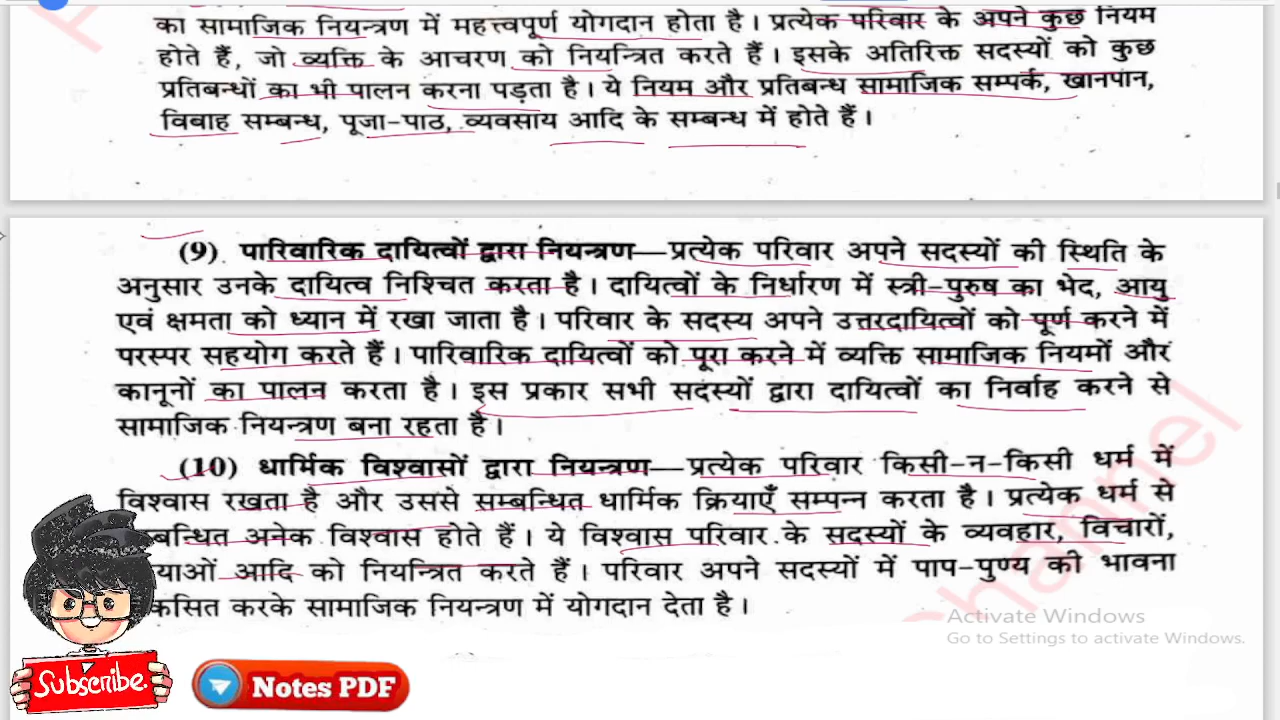 का सामाजिक नियन्त्रण में महत्त्वपूर्ण योगदान होता है। प्रत्येक परिवार के अपने कुछ नियम
होते हैं, जो व्यक्ति के आचरण को नियन्त्रित करते हैं। इसके अतिरिक्त सदस्यों को कुछ
प्रतिबन्धों का भी पालन करना पड़ता है। ये नियम और प्रतिबन्ध सामाजिक सम्पर्क, खानपान,
विवाह सम्बन्ध, पूजा-पाठ, व्यवसाय आदि के सम्बन्ध में होते हैं।
(9) पारिवारिक दायित्वों द्वारा नियन्त्रण—प्रत्येक परिवार अपने सदस्यों की स्थिति के
अनुसार उनके दायित्व निश्चित करता है। दायित्वों के निर्धारण में स्त्री-पुरुष का भेद, आयु
एवं क्षमता को ध्यान में रखा जाता है। परिवार के सदस्य अपने उत्तरदायित्वों को पूर्ण करने में
परस्पर सहयोग करते हैं। पारिवारिक दायित्वों को पूरा करने में व्यक्ति सामाजिक नियमों और
कानूनों का पालन करता है। इस प्रकार सभी सदस्यों द्वारा दायित्वों का निर्वाह करने से
सामाजिक नियन्त्रण बना रहता है।
(10) धार्मिक विश्वासों द्वारा नियन्त्रण—प्रत्येक परिवार किसी-न-किसी धर्म में
विश्वास रखता है और उससे सम्बन्धित धार्मिक क्रियाएँ सम्पन्न करता है। प्रत्येक धर्म से
बन्धित अनेक विश्वास होते हैं। ये विश्वास परिवार के सदस्यों के व्यवहार, विचारों,
याओं आदि को नियन्त्रित करते हैं। परिवार अपने सदस्यों में पाप-पुण्य की भावना
कसित करके सामाजिक नियन्त्रण में योगदान देता है।
Channel
Activate Windows
Go to Settings to activate Windows.
Subscribe.
Notes PDF